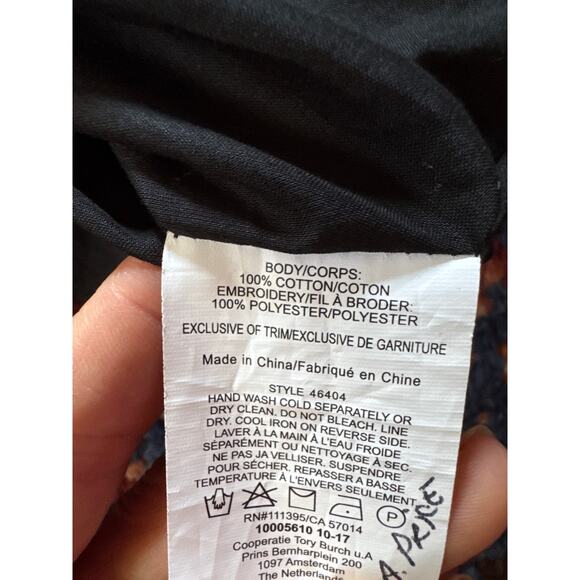 BODY/CORPS:
100% COTTON/COTON
EMBROIDERY/FIL À BRODER:
100% POLYESTER/POLYESTER
EXCLUSIVE OF TRIM/EXCLUSIVE DE GARNITURE
Made in China/Fabriqué en Chine
STYLE 46404
HAND WASH COLD SEPARATELY OR
DRY CLEAN. DO NOT BLEACH. LINE
DRY. COOL IRON ON REVERSE SIDE.
LAVER À LA MAIN À L'EAU FROIDE
SÉPARÉMENT OU NETTOYAGE À SEC.
NE PAS JAVELLISER. SUSPENDRE
POUR SÉCHER. REPASSER A BASSE
TEMPERATURE À L'ENVERS SEULEMENT
RN#111395/CA 57014
10005610 10-17
Cooperatie Tory Burch u.A
Prins Bernharplein 200
1097 Amsterdam
The Netherlands
A. PRICE